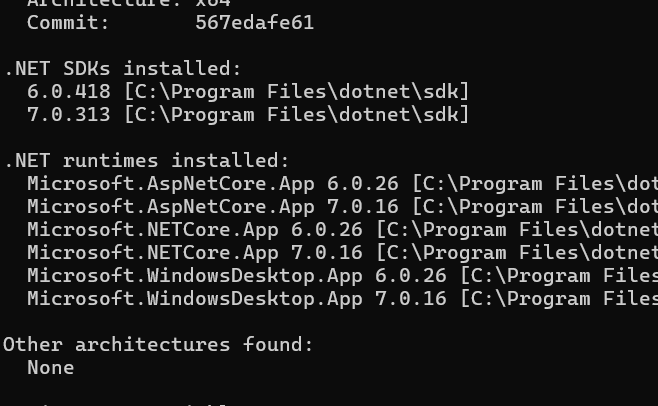 Architecture: x64
Commit: 567edafe61
.NET SDKs installed:
6.0.418 [C:\Program Files\dotnet\sdk]
7.0.313 [C:\Program Files\dotnet\sdk]
.NET runtimes installed:
Microsoft.AspNetCore.App 6.0.26 [C:\Program Files\dot
Microsoft.AspNetCore.App 7.0.16 [C:\Program Files\dot
Microsoft.NETCore.App 6.0.26 [C:\Program Files\dotnet
Microsoft.NETCore.App 7.0.16 [C:\Program Files\dotnet
Microsoft.WindowsDesktop.App 6.0.26 [C:\Program Files
Microsoft.WindowsDesktop.App 7.0.16 [C:\Program Files
Other architectures found:
None